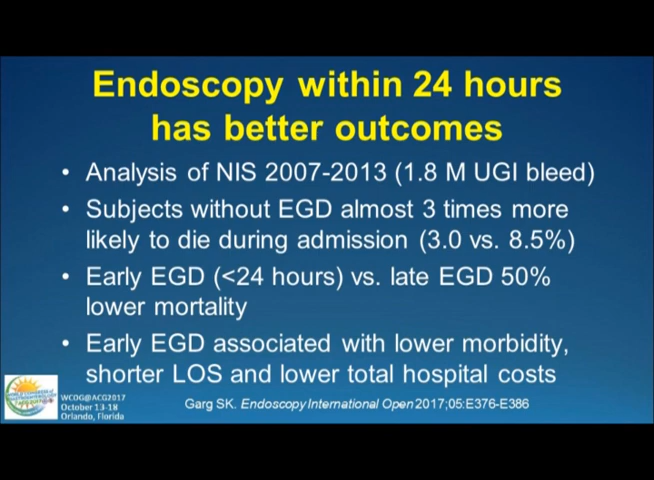 Endoscopy within 24 hours
has better outcomes
• Analysis of NIS 2007-2013 (1.8 M UGI bleed)
• Subjects without EGD almost 3 times more
likely to die during admission (3.0 vs. 8.5%)
• Early EGD (<24 hours) vs. late EGD 50%
lower mortality
• Early EGD associated with lower morbidity,
shorter LOS and lower total hospital costs
WCOG@ACG2017
October 13-18
Orlando, Florida
Garg SK. Endoscopy International Open 2017;05:E376-E386